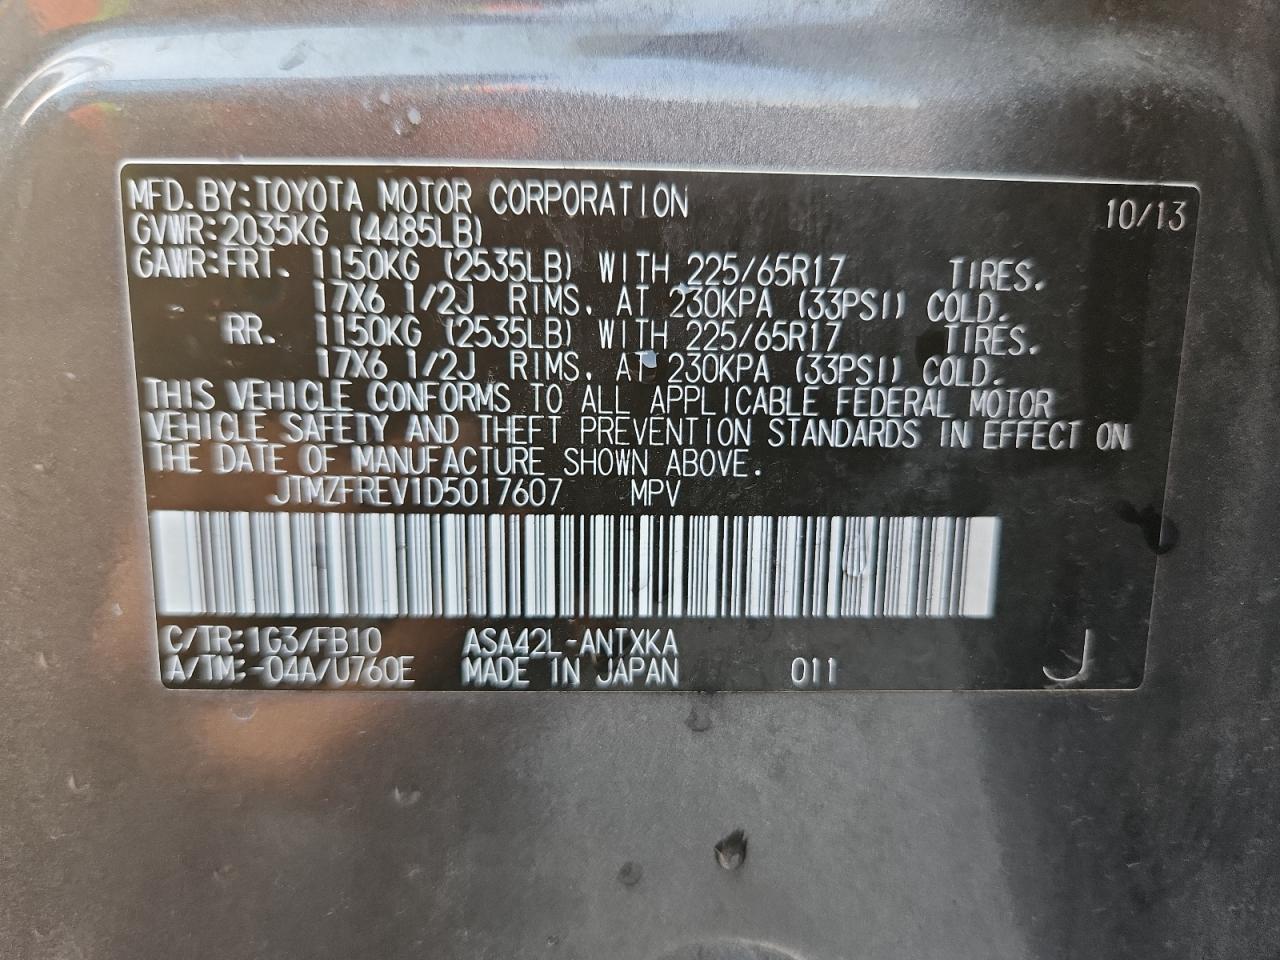 MFD. BY: TOYOTA MOTOR CORPORATION 10/13
GVWR: 2035KG (4485LB)
GAWR: FRT. 1150KG (2535LB) WITH 225/65R17 TIRES.
17X6 1/2J RIMS, AT 230KPA (33PSI) COLD.
RR. 1150KG (2535LB) WITH 225/65R17 TIRES.
17X6 1/2J RIMS, AT 230KPA (33PSI) COLD.
THIS VEHICLE CONFORMS TO ALL APPLICABLE FEDERAL MOTOR
VEHICLE SAFETY AND THEFT PREVENTION STANDARDS IN EFFECT ON
THE DATE OF MANUFACTURE SHOWN ABOVE.
JTMZFREV1D5017607 MPV
C/TR: 1G3/FB10 ASA42L-ANTXKA
A/TM: -04A/U760E MADE IN JAPAN 011 J